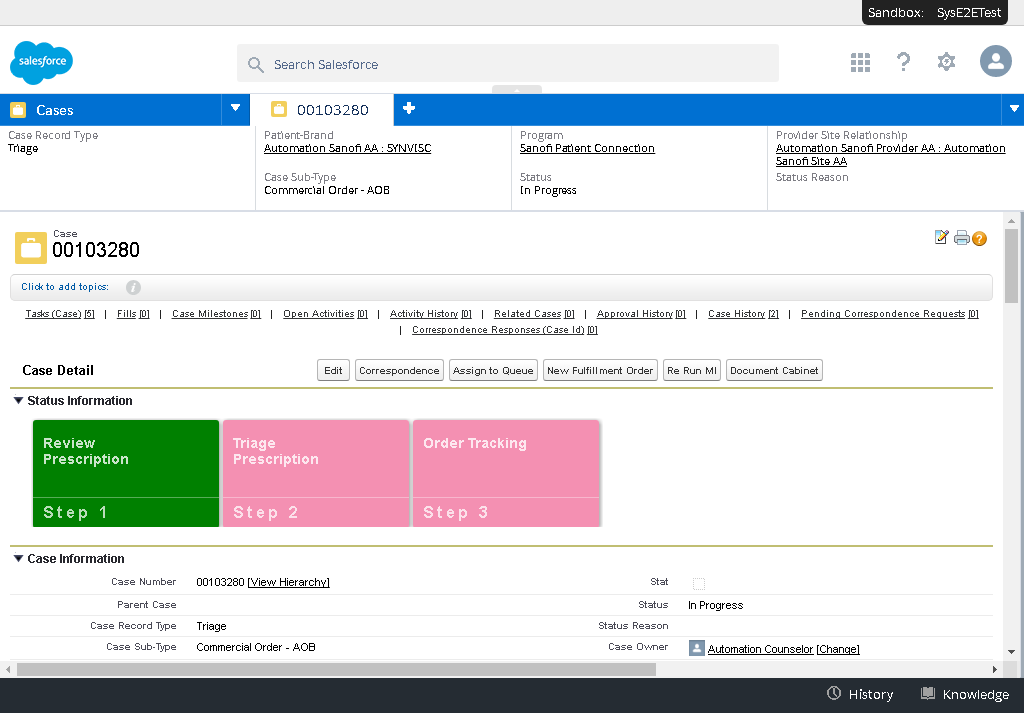 Sandbox: SysE2ETest
salesforce
Search Salesforce
Cases
00103280
Case Record Type
Triage
Patient-Brand
Automation Sanofi AA : SYNVISC
Case Sub-Type
Commercial Order - AOB
Program
Sanofi Patient Connection
Status
In Progress
Provider Site Relationship
Automation Sanofi Provider AA : Automation
Sanofi Site AA
Status Reason
Case
00103280
Click to add topics:
Tasks (Case) [5] | Fills [0] | Case Milestones [0] | Open Activities [0] | Activity History [0] | Related Cases [0] | Approval History [0] | Case History [2] | Pending Correspondence Requests [0]
| Correspondence Responses (Case Id) [0]
Case Detail
Edit
Correspondence
Assign to Queue
New Fulfillment Order
Re Run MI
Document Cabinet
Status Information
Review
Prescription
Step 1
Triage
Prescription
Step 2
Order Tracking
Step 3
Case Information
Case Number 00103280 [View Hierarchy]
Stat
Parent Case
Status In Progress
Case Record Type Triage
Status Reason
Case Sub-Type Commercial Order - AOB
Case Owner Automation Counselor [Change]
History
Knowledge